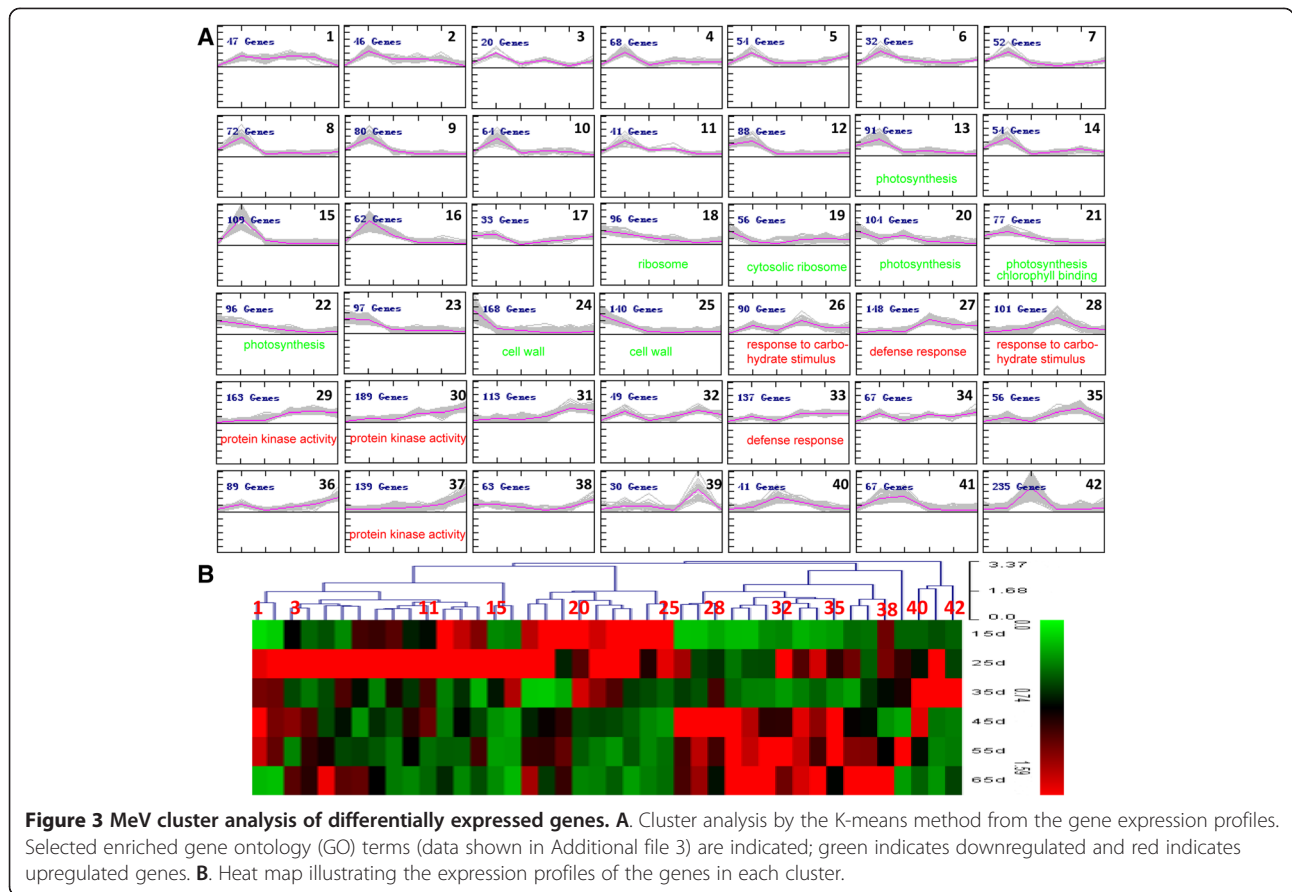 A
47 Genes 1 46 Genes 2 20 Genes 3 68 Genes 4 54 Genes 5 32 Genes 6 52 Genes 7
72 Genes 8 80 Genes 9 64 Genes 10 41 Genes 11 88 Genes 12 91 Genes 13 54 Genes 14
photosynthesis
109 Genes 15 62 Genes 16 33 Genes 17 96 Genes 18 56 Genes 19 104 Genes 20 77 Genes 21
ribosome cytosolic ribosome photosynthesis photosynthesis
chlorophyll binding
96 Genes 22 97 Genes 23 168 Genes 24 140 Genes 25 90 Genes 26 148 Genes 27 101 Genes 28
photosynthesis cell wall cell wall response to carbo- defense response response to carbo-
hydrate stimulus hydrate stimulus
163 Genes 29 189 Genes 30 113 Genes 31 49 Genes 32 137 Genes 33 67 Genes 34 56 Genes 35
protein kinase activity protein kinase activity defense response
89 Genes 36 139 Genes 37 63 Genes 38 30 Genes 39 41 Genes 40 67 Genes 41 235 Genes 42
protein kinase activity
B
3.37
1.68
0.0
1 3 11 15 20 25 28 32 35 38 40 42
15d
25d
35d
45d
55d
65d
0.0
0.74
1.59
Figure 3 MeV cluster analysis of differentially expressed genes. A. Cluster analysis by the K-means method from the gene expression profiles.
Selected enriched gene ontology (GO) terms (data shown in Additional file 3) are indicated; green indicates downregulated and red indicates
upregulated genes. B. Heat map illustrating the expression profiles of the genes in each cluster.